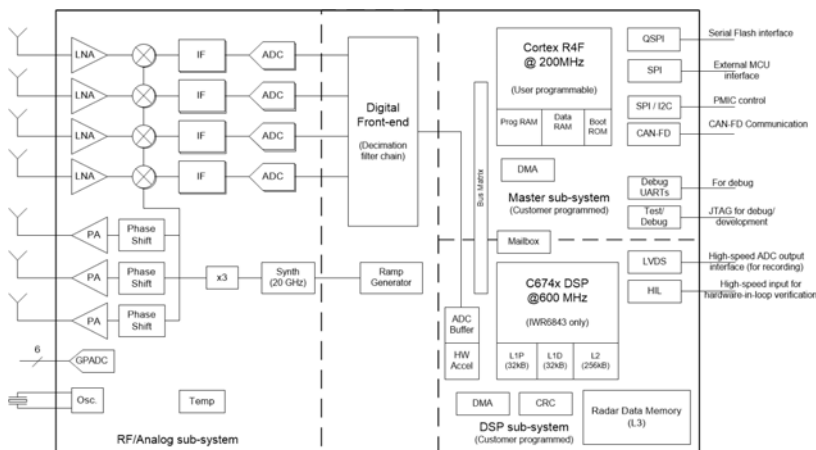 LNA
IF
ADC
LNA
IF
ADC
LNA
IF
ADC
LNA
IF
ADC
Digital
Front-end
(Decimation
filter chain)
PA
Phase
Shift
PA
Phase
Shift
PA
Phase
Shift
x3
Synth
(20 GHz)
Ramp
Generator
6
GPADC
Osc.
Temp
RF/Analog sub-system
Bus Matrix
Cortex R4F
@ 200MHz
(User programmable)
Prog RAM
Data
RAM
Boot
ROM
DMA
Master sub-system
(Customer programmed)
QSPI
Serial Flash interface
SPI
External MCU
interface
SPI / I2C
PMIC control
CAN-FD
CAN-FD Communication
Debug
UARTs
For debug
Test/
Debug
JTAG for debug/
development
Mailbox
LVDS
High-speed ADC output
interface (for recording)
HIL
High-speed input for
hardware-in-loop verification
C674x DSP
@600 MHz
(IWR6843 only)
L1P
(32kB)
L1D
(32kB)
L2
(256kB)
ADC
Buffer
HW
Accel
DMA
CRC
DSP sub-system
(Customer programmed)
Radar Data Memory
(L3)